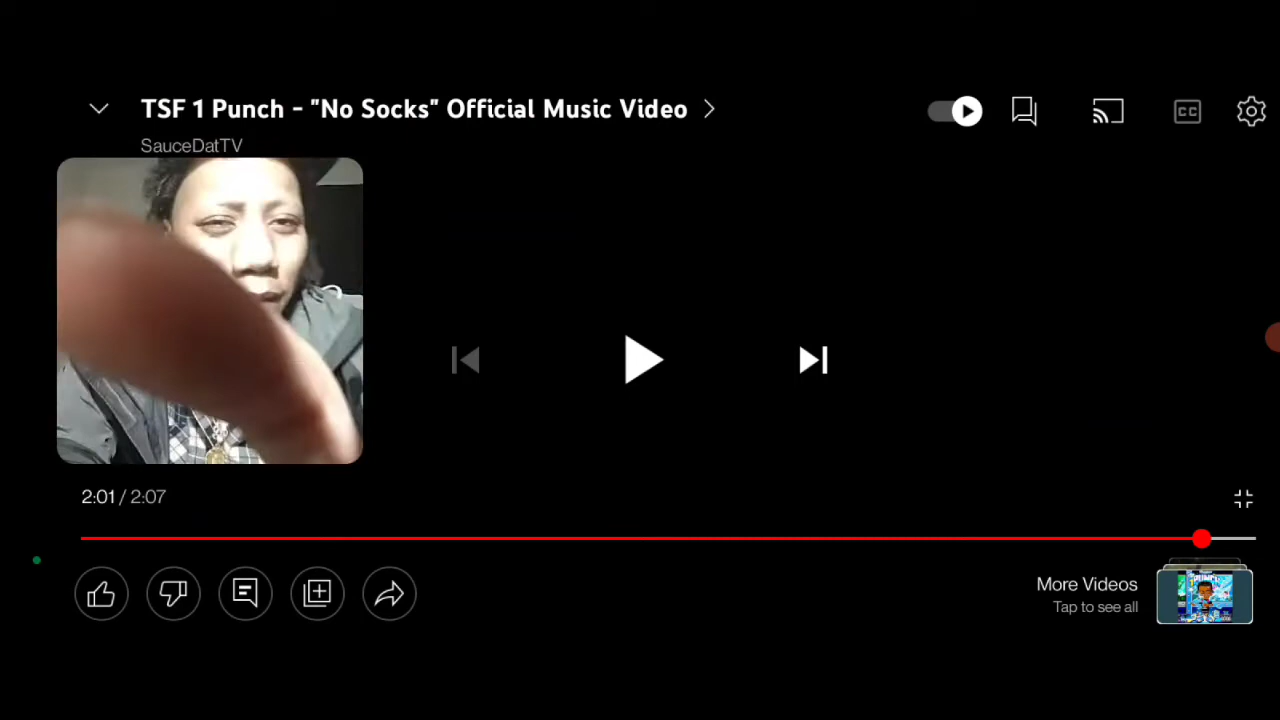 TSF 1 Punch - "No Socks" Official Music Video
SauceDatTV
CC
2:01 / 2:07
More Videos
Tap to see all